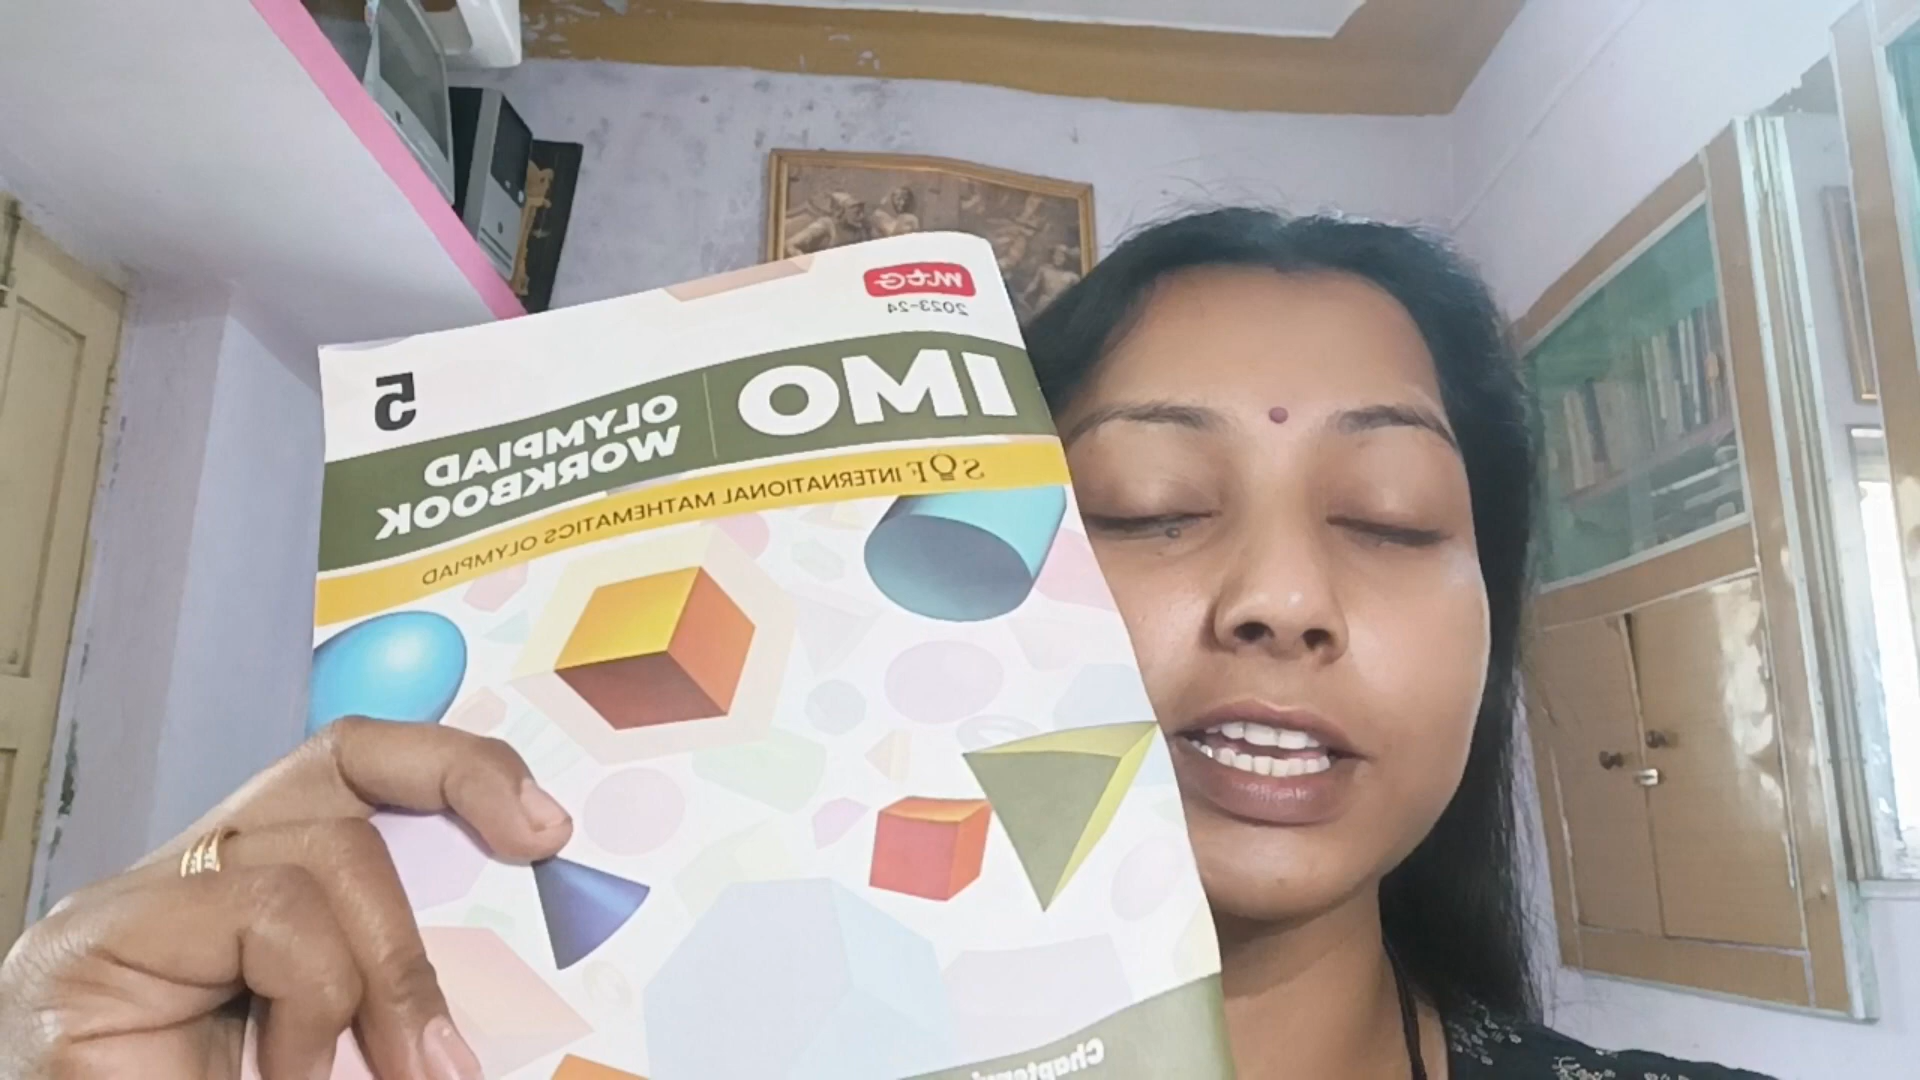 MtG
2023-24
IMO
OLYMPIAD
WORKBOOK
5
SOF INTERNATIONAL MATHEMATICS OLYMPIAD